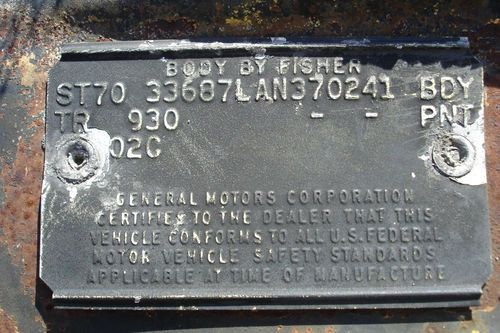 BODY BY FISHER
ST70 33687LAN370241 BDY
TR 930 - - PNT
02C
GENERAL MOTORS CORPORATION
CERTIFIES TO THE DEALER THAT THIS
VEHICLE CONFORMS TO ALL U.S. FEDERAL
MOTOR VEHICLE SAFETY STANDARDS
APPLICABLE AT TIME OF MANUFACTURE